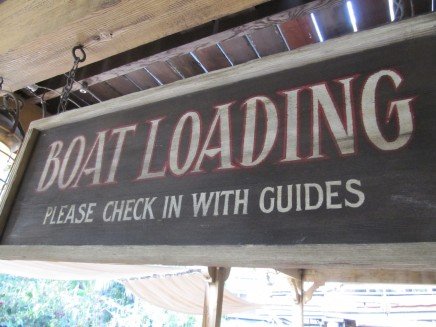 BOAT LOADING
PLEASE CHECK IN WITH GUIDES